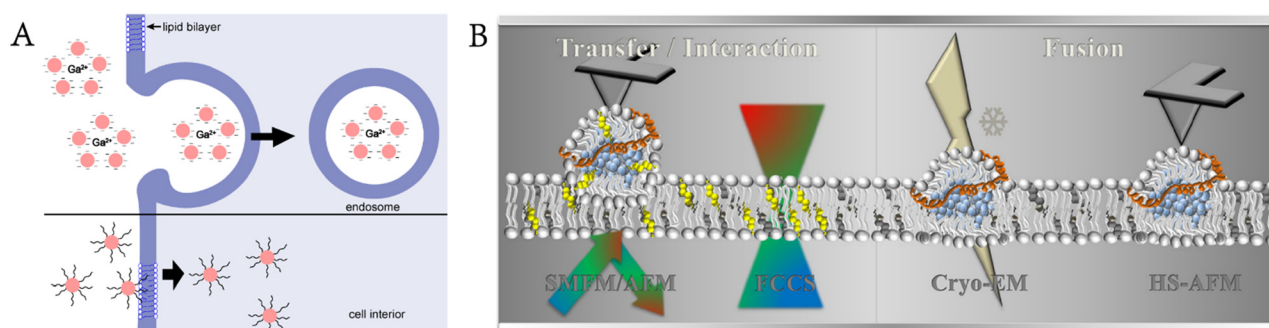 A
lipid bilayer
Ga²⁺
Ga²⁺
Ga²⁺
Ga²⁺
endosome
cell interior
B
Transfer / Interaction
Fusion
SMFM/AFM
FCCS
Cryo-EM
HS-AFM